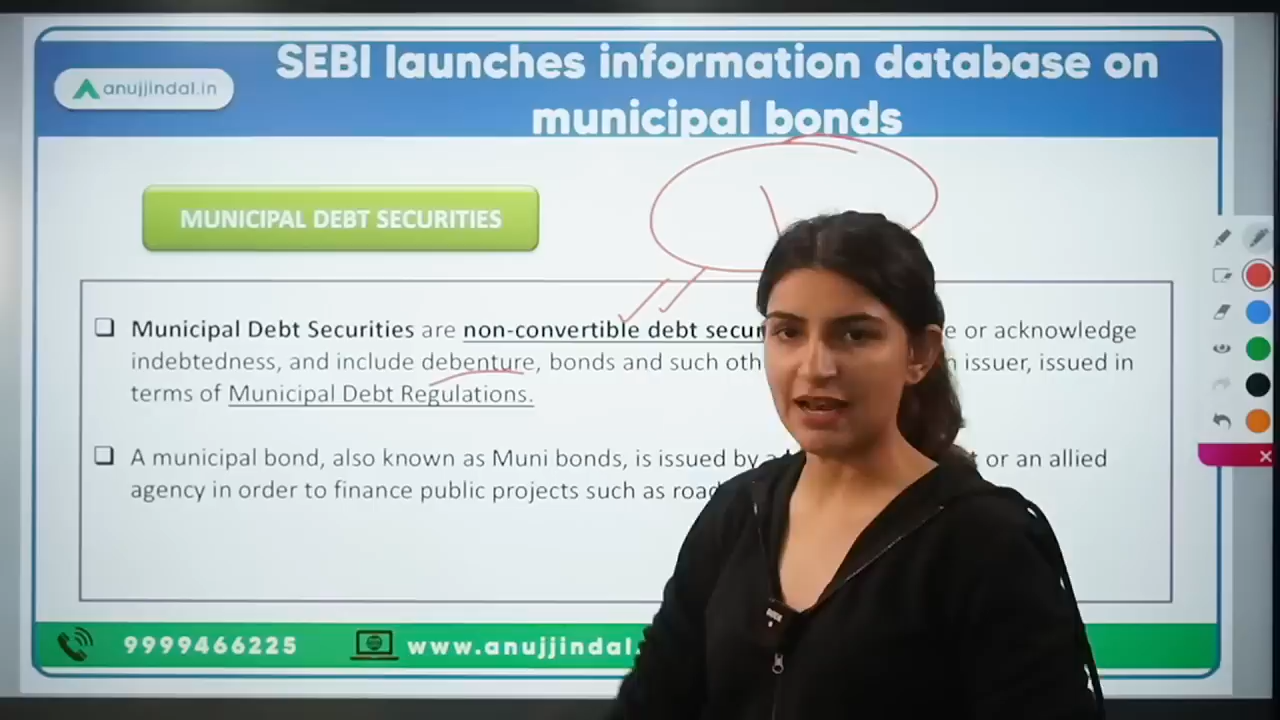 SEBI launches information database on
municipal bonds
anujjindal.in
MUNICIPAL DEBT SECURITIES
Municipal Debt Securities are non-convertible debt secur
e or acknowledge
indebtedness, and include debenture, bonds and such oth
issuer, issued in
terms of Municipal Debt Regulations.
A municipal bond, also known as Muni bonds, is issued by a
or an allied
agency in order to finance public projects such as road
9999466225
www.anujjindal.